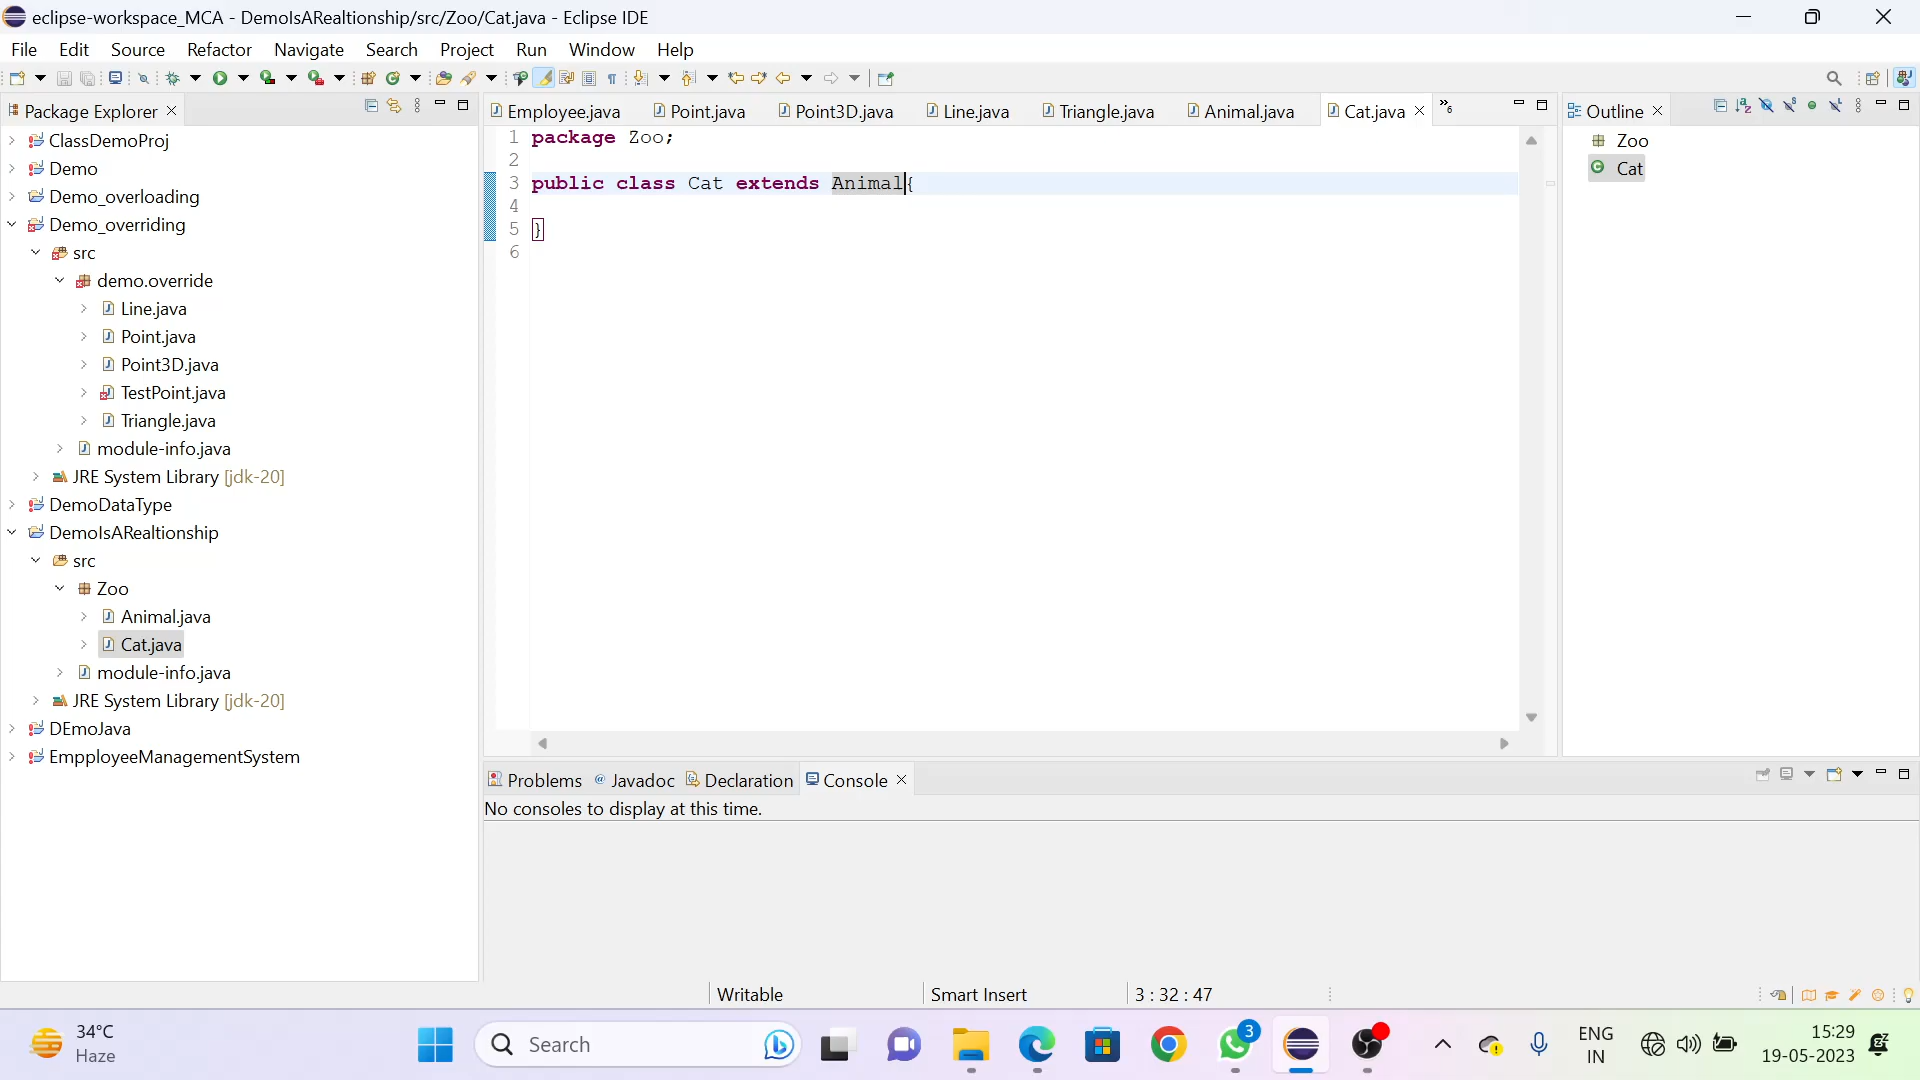 eclipse-workspace_MCA - DemoIsARealtionship/src/Zoo/Cat.java - Eclipse IDE
File Edit Source Refactor Navigate Search Project Run Window Help
Package Explorer
ClassDemoProj
Demo
Demo_overloading
Demo_overriding
src
demo.override
Line.java
Point.java
Point3D.java
TestPoint.java
Triangle.java
module-info.java
JRE System Library [jdk-20]
DemoDataType
DemoIsARealtionship
src
Zoo
Animal.java
Cat.java
module-info.java
JRE System Library [jdk-20]
DEmoJava
EmpployeeManagementSystem
Employee.java Point.java Point3D.java Line.java Triangle.java Animal.java Cat.java »6
1 package Zoo;
2
3 public class Cat extends Animal{
4
5 }
6
Outline
Zoo
Cat
Problems @ Javadoc Declaration Console
No consoles to display at this time.
Writable Smart Insert 3 : 32 : 47
34°C
Haze
Search
3
ENG
IN
15:29
19-05-2023